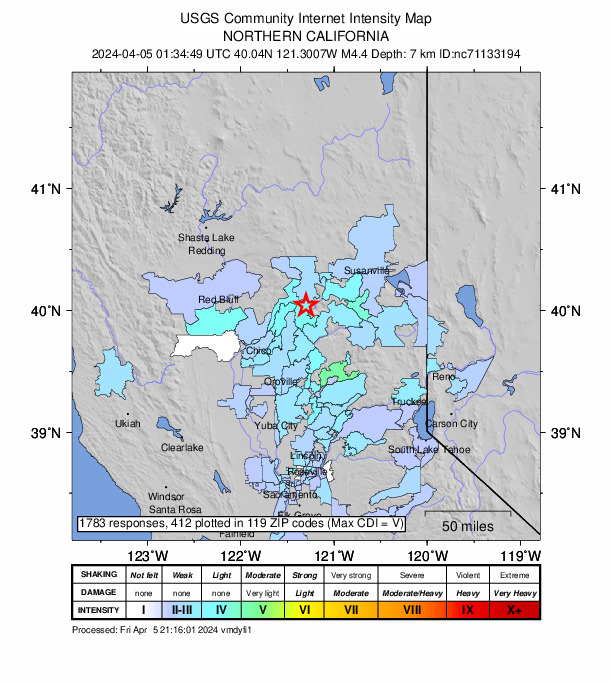 USGS Community Internet Intensity Map
NORTHERN CALIFORNIA
2024-04-05 01:34:49 UTC 40.04N 121.3007W M4.4 Depth: 7 km ID:nc71133194
41°N
41°N
Shasta Lake
Redding
Susanville
Red Bluff
40°N
40°N
Chico
Oroville
Reno
Truckee
Ukiah
Yuba City
Carson City
39°N
39°N
Clearlake
South Lake Tahoe
Lincoln
Roseville
Windsor
Sacramento
Santa Rosa
Elk Grove
1783 responses, 412 plotted in 119 ZIP codes (Max CDI = V)
50 miles
Fairfield
123°W 122°W 121°W 120°W 119°W
SHAKING Not felt Weak Light Moderate Strong Very strong Severe Violent Extreme
DAMAGE none none none Very light Light Moderate Moderate/Heavy Heavy Very Heavy
INTENSITY I II-III IV V VI VII VIII IX X+
Processed: Fri Apr 5 21:16:01 2024 vmdyfi1